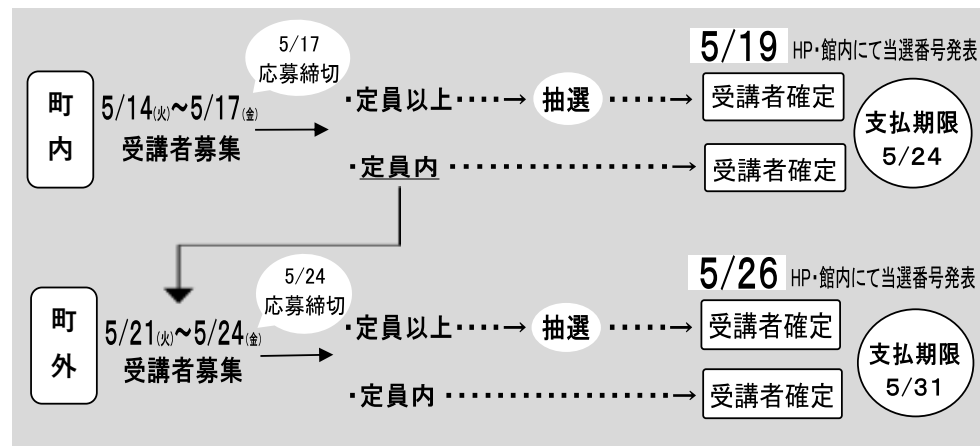 5/19 HP・館内にて当選番号発表
5/17
応募締切
町内
5/14(火)~5/17(金)
受講者募集
・定員以上‥‥→ 抽選 ‥‥‥→ 受講者確定
・定員内‥‥‥‥‥‥‥‥‥‥→ 受講者確定
支払期限
5/24
5/26 HP・館内にて当選番号発表
5/24
応募締切
町外
5/21(火)~5/24(金)
受講者募集
・定員以上‥‥→ 抽選 ‥‥‥→ 受講者確定
・定員内‥‥‥‥‥‥‥‥‥‥→ 受講者確定
支払期限
5/31